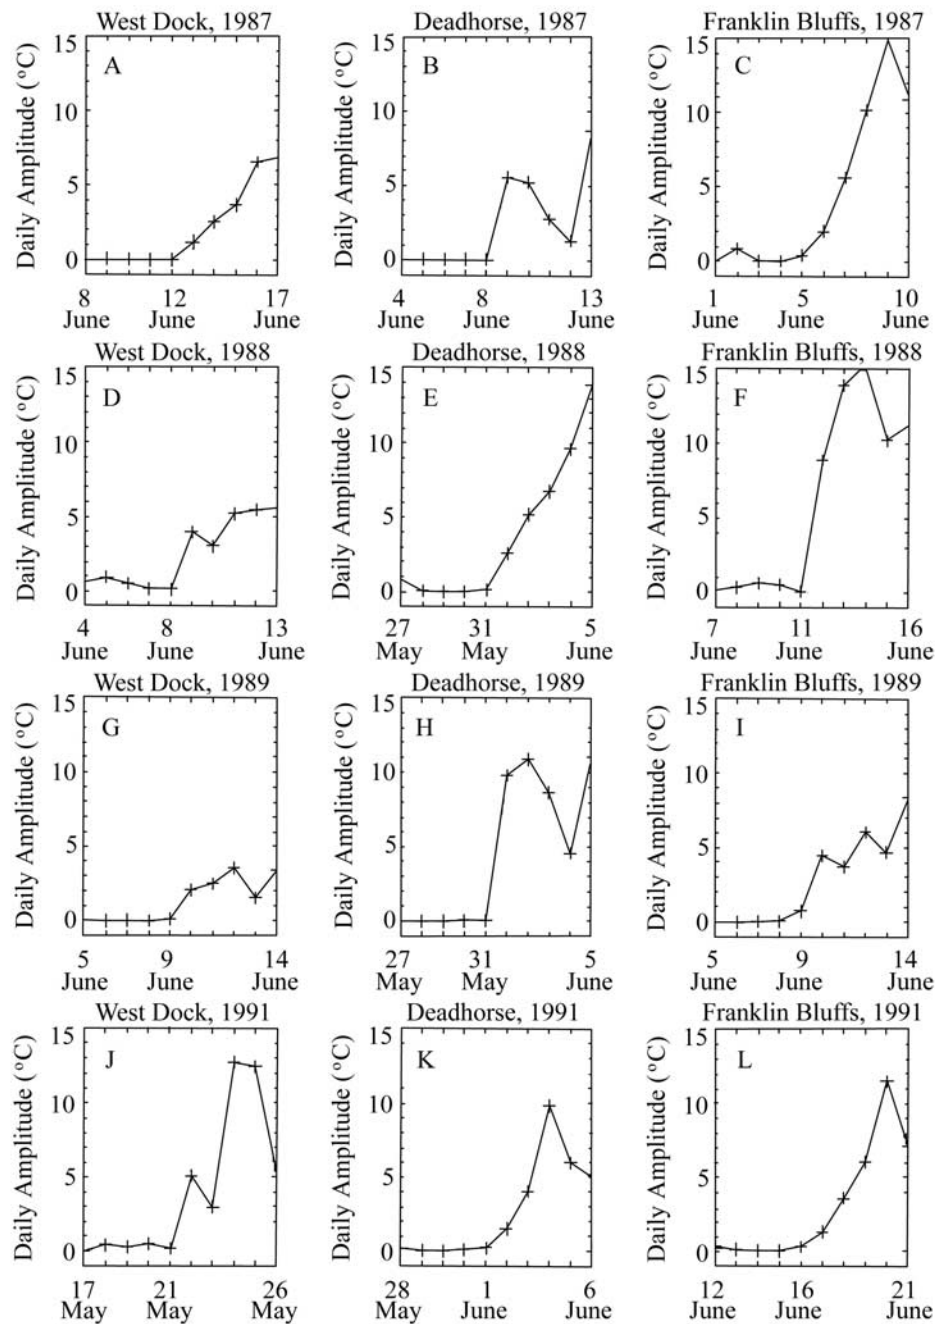 West Dock, 1987
Deadhorse, 1987
Franklin Bluffs, 1987
Daily Amplitude (°C)
15
10
5
0
A
8
June
12
June
17
June
Daily Amplitude (°C)
15
10
5
0
B
4
June
8
June
13
June
Daily Amplitude (°C)
15
10
5
0
C
1
June
5
June
10
June
West Dock, 1988
Deadhorse, 1988
Franklin Bluffs, 1988
Daily Amplitude (°C)
15
10
5
0
D
4
June
8
June
13
June
Daily Amplitude (°C)
15
10
5
0
E
27
May
31
May
5
June
Daily Amplitude (°C)
15
10
5
0
F
7
June
11
June
16
June
West Dock, 1989
Deadhorse, 1989
Franklin Bluffs, 1989
Daily Amplitude (°C)
15
10
5
0
G
5
June
9
June
14
June
Daily Amplitude (°C)
15
10
5
0
H
27
May
31
May
5
June
Daily Amplitude (°C)
15
10
5
0
I
5
June
9
June
14
June
West Dock, 1991
Deadhorse, 1991
Franklin Bluffs, 1991
Daily Amplitude (°C)
15
10
5
0
J
17
May
21
May
26
May
Daily Amplitude (°C)
15
10
5
0
K
28
May
1
June
6
June
Daily Amplitude (°C)
15
10
5
0
L
12
June
16
June
21
June